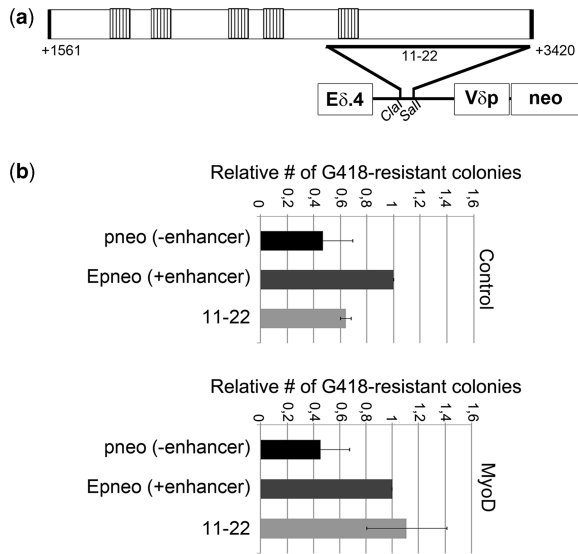 (a)
+1561
11-22
+3420
Eδ.4
ClaI
SalI
Vδp
neo
(b)
Relative # of G418-resistant colonies
0 0,2 0,4 0,6 0,8 1 1,2 1,4 1,6
pneo (-enhancer)
Epneo (+enhancer)
11-22
Control
Relative # of G418-resistant colonies
0 0,2 0,4 0,6 0,8 1 1,2 1,4 1,6
pneo (-enhancer)
Epneo (+enhancer)
11-22
MyoD